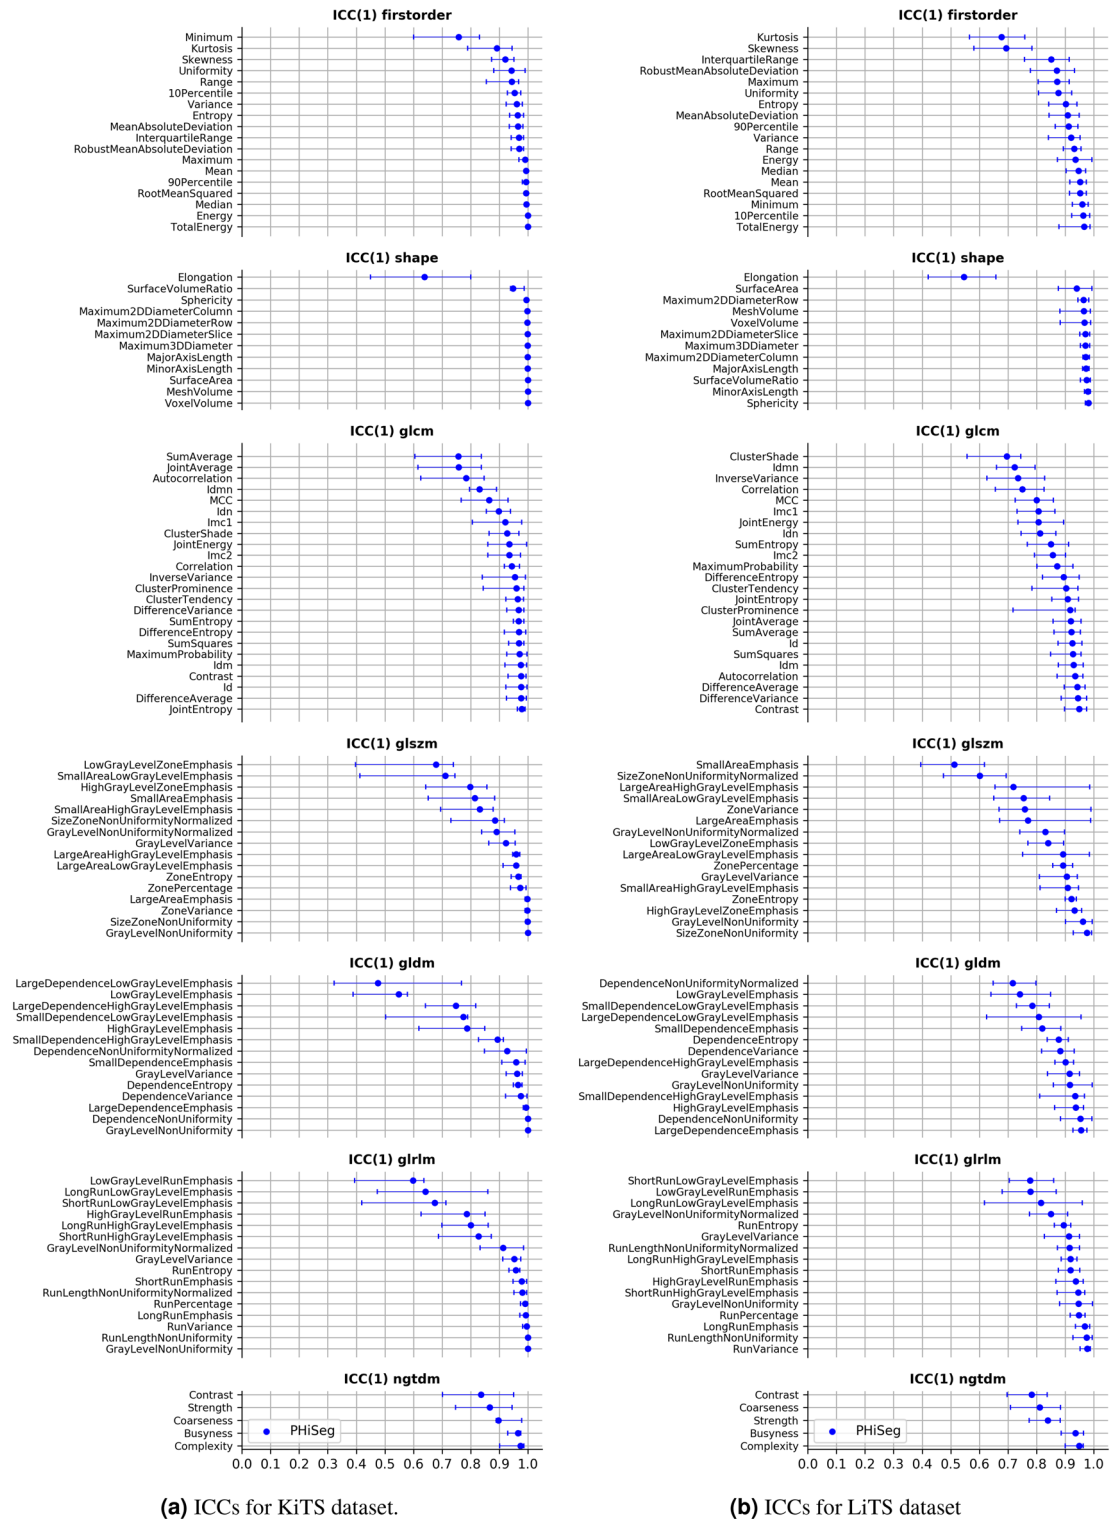 ICC(1) firstorder
Minimum
Kurtosis
Skewness
Uniformity
Range
10Percentile
Variance
Entropy
MeanAbsoluteDeviation
InterquartileRange
RobustMeanAbsoluteDeviation
Maximum
Mean
90Percentile
RootMeanSquared
Median
Energy
TotalEnergy
ICC(1) shape
Elongation
SurfaceVolumeRatio
Sphericity
Maximum2DDiameterColumn
Maximum2DDiameterRow
Maximum2DDiameterSlice
Maximum3DDiameter
MajorAxisLength
MinorAxisLength
SurfaceArea
MeshVolume
VoxelVolume
ICC(1) glcm
SumAverage
JointAverage
Autocorrelation
Idmn
MCC
Idn
Imc1
ClusterShade
JointEnergy
Imc2
Correlation
InverseVariance
ClusterProminence
ClusterTendency
DifferenceVariance
SumEntropy
DifferenceEntropy
SumSquares
MaximumProbability
Idm
Contrast
Id
DifferenceAverage
JointEntropy
ICC(1) glszm
LowGrayLevelZoneEmphasis
SmallAreaLowGrayLevelEmphasis
HighGrayLevelZoneEmphasis
SmallAreaEmphasis
SmallAreaHighGrayLevelEmphasis
SizeZoneNonUniformityNormalized
GrayLevelNonUniformityNormalized
GrayLevelVariance
LargeAreaHighGrayLevelEmphasis
LargeAreaLowGrayLevelEmphasis
ZoneEntropy
ZonePercentage
LargeAreaEmphasis
ZoneVariance
SizeZoneNonUniformity
GrayLevelNonUniformity
ICC(1) gldm
LargeDependenceLowGrayLevelEmphasis
LowGrayLevelEmphasis
LargeDependenceHighGrayLevelEmphasis
SmallDependenceLowGrayLevelEmphasis
HighGrayLevelEmphasis
SmallDependenceHighGrayLevelEmphasis
DependenceNonUniformityNormalized
SmallDependenceEmphasis
GrayLevelVariance
DependenceEntropy
DependenceVariance
LargeDependenceEmphasis
DependenceNonUniformity
GrayLevelNonUniformity
ICC(1) glrlm
LowGrayLevelRunEmphasis
LongRunLowGrayLevelEmphasis
ShortRunLowGrayLevelEmphasis
HighGrayLevelRunEmphasis
LongRunHighGrayLevelEmphasis
ShortRunHighGrayLevelEmphasis
GrayLevelNonUniformityNormalized
GrayLevelVariance
RunEntropy
ShortRunEmphasis
RunLengthNonUniformityNormalized
RunPercentage
LongRunEmphasis
RunVariance
RunLengthNonUniformity
GrayLevelNonUniformity
ICC(1) ngtdm
Contrast
Strength
Coarseness
Busyness
Complexity
PHiSeg
0.0 0.1 0.2 0.3 0.4 0.5 0.6 0.7 0.8 0.9 1.0
(a) ICCs for KiTS dataset.
ICC(1) firstorder
Kurtosis
Skewness
InterquartileRange
RobustMeanAbsoluteDeviation
Maximum
Uniformity
Entropy
MeanAbsoluteDeviation
90Percentile
Variance
Range
Energy
Median
Mean
RootMeanSquared
Minimum
10Percentile
TotalEnergy
ICC(1) shape
Elongation
SurfaceArea
Maximum2DDiameterRow
MeshVolume
VoxelVolume
Maximum2DDiameterSlice
Maximum3DDiameter
Maximum2DDiameterColumn
MajorAxisLength
SurfaceVolumeRatio
MinorAxisLength
Sphericity
ICC(1) glcm
ClusterShade
Idmn
InverseVariance
Correlation
MCC
Imc1
JointEnergy
Idn
SumEntropy
Imc2
MaximumProbability
DifferenceEntropy
ClusterTendency
JointEntropy
ClusterProminence
JointAverage
SumAverage
Id
SumSquares
Idm
Autocorrelation
DifferenceAverage
DifferenceVariance
Contrast
ICC(1) glszm
SmallAreaEmphasis
SizeZoneNonUniformityNormalized
LargeAreaHighGrayLevelEmphasis
SmallAreaLowGrayLevelEmphasis
ZoneVariance
LargeAreaEmphasis
GrayLevelNonUniformityNormalized
LowGrayLevelZoneEmphasis
LargeAreaLowGrayLevelEmphasis
ZonePercentage
GrayLevelVariance
SmallAreaHighGrayLevelEmphasis
ZoneEntropy
HighGrayLevelZoneEmphasis
GrayLevelNonUniformity
SizeZoneNonUniformity
ICC(1) gldm
DependenceNonUniformityNormalized
LowGrayLevelEmphasis
SmallDependenceLowGrayLevelEmphasis
LargeDependenceLowGrayLevelEmphasis
SmallDependenceEmphasis
DependenceEntropy
DependenceVariance
LargeDependenceHighGrayLevelEmphasis
GrayLevelVariance
GrayLevelNonUniformity
SmallDependenceHighGrayLevelEmphasis
HighGrayLevelEmphasis
DependenceNonUniformity
LargeDependenceEmphasis
ICC(1) glrlm
ShortRunLowGrayLevelEmphasis
LowGrayLevelRunEmphasis
LongRunLowGrayLevelEmphasis
GrayLevelNonUniformityNormalized
RunEntropy
GrayLevelVariance
RunLengthNonUniformityNormalized
LongRunHighGrayLevelEmphasis
ShortRunEmphasis
HighGrayLevelRunEmphasis
ShortRunHighGrayLevelEmphasis
GrayLevelNonUniformity
RunPercentage
LongRunEmphasis
RunLengthNonUniformity
RunVariance
ICC(1) ngtdm
Contrast
Coarseness
Strength
Busyness
Complexity
PHiSeg
0.0 0.1 0.2 0.3 0.4 0.5 0.6 0.7 0.8 0.9 1.0
(b) ICCs for LiTS dataset